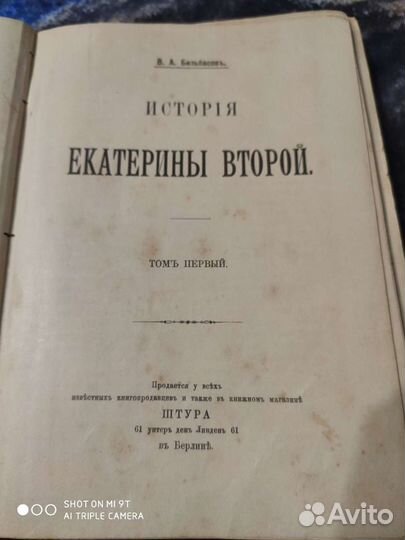 В. А. Бильбасовъ.
ИСТОРІЯ
ЕКАТЕРИНЫ ВТОРОЙ.
ТОМЪ ПЕРВЫЙ.
Продается у всѣхъ
извѣстныхъ книгопродавцевъ и также въ книжномъ магазинѣ
ШТУРА
61 унтеръ денъ Линденъ 61
въ Берлинѣ.
SHOT ON MI 9T
AI TRIPLE CAMERA
Avito